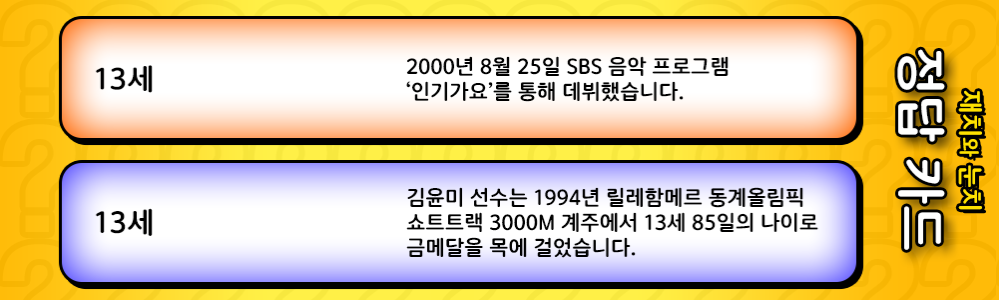 13세
2000년 8월 25일 SBS 음악 프로그램
‘인기가요’를 통해 데뷔했습니다.
13세
김윤미 선수는 1994년 릴레함메르 동계올림픽
쇼트트랙 3000M 계주에서 13세 85일의 나이로
금메달을 목에 걸었습니다.
재치와 눈치
정답 카드